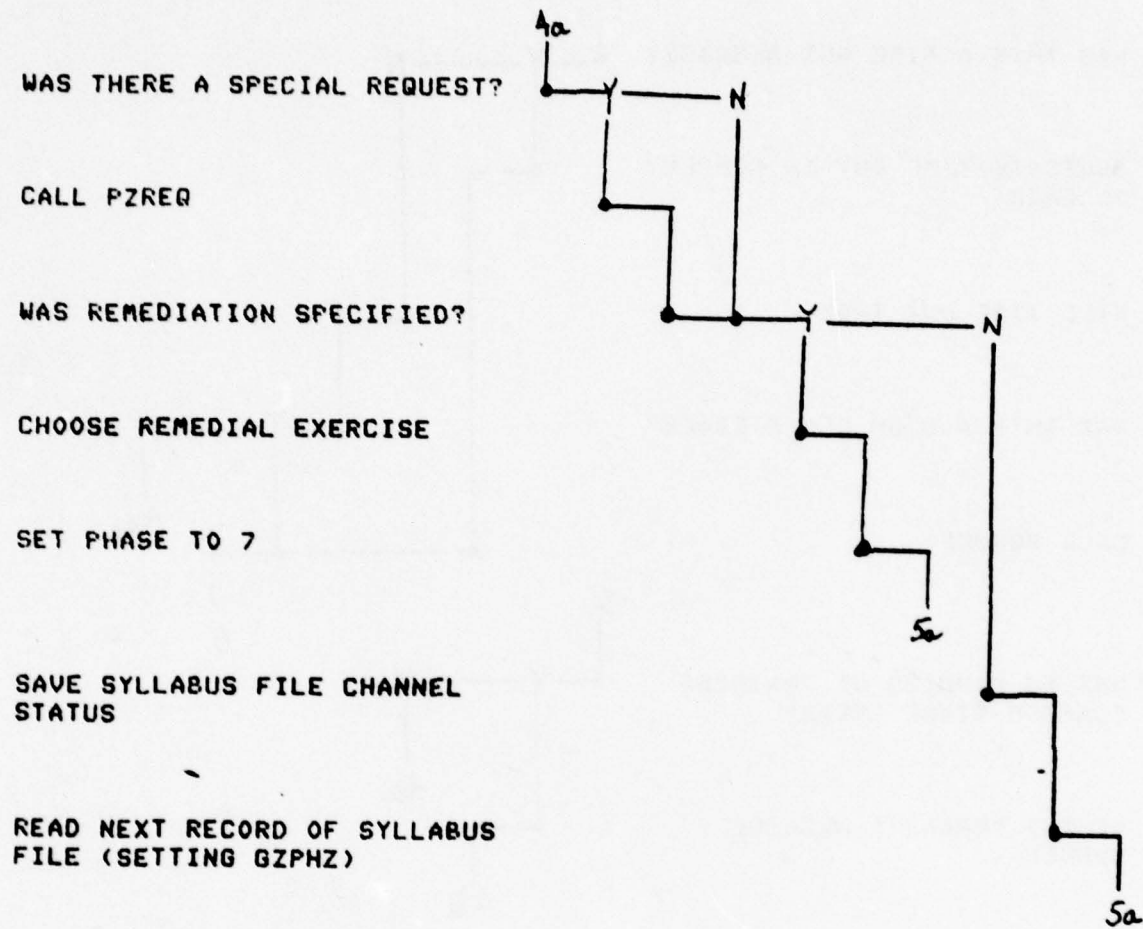 4a
WAS THERE A SPECIAL REQUEST?
Y N
CALL PZREQ
WAS REMEDIATION SPECIFIED?
Y N
CHOOSE REMEDIAL EXERCISE
SET PHASE TO 7
5a
SAVE SYLLABUS FILE CHANNEL
STATUS
READ NEXT RECORD OF SYLLABUS
FILE (SETTING GZPHZ)
5a